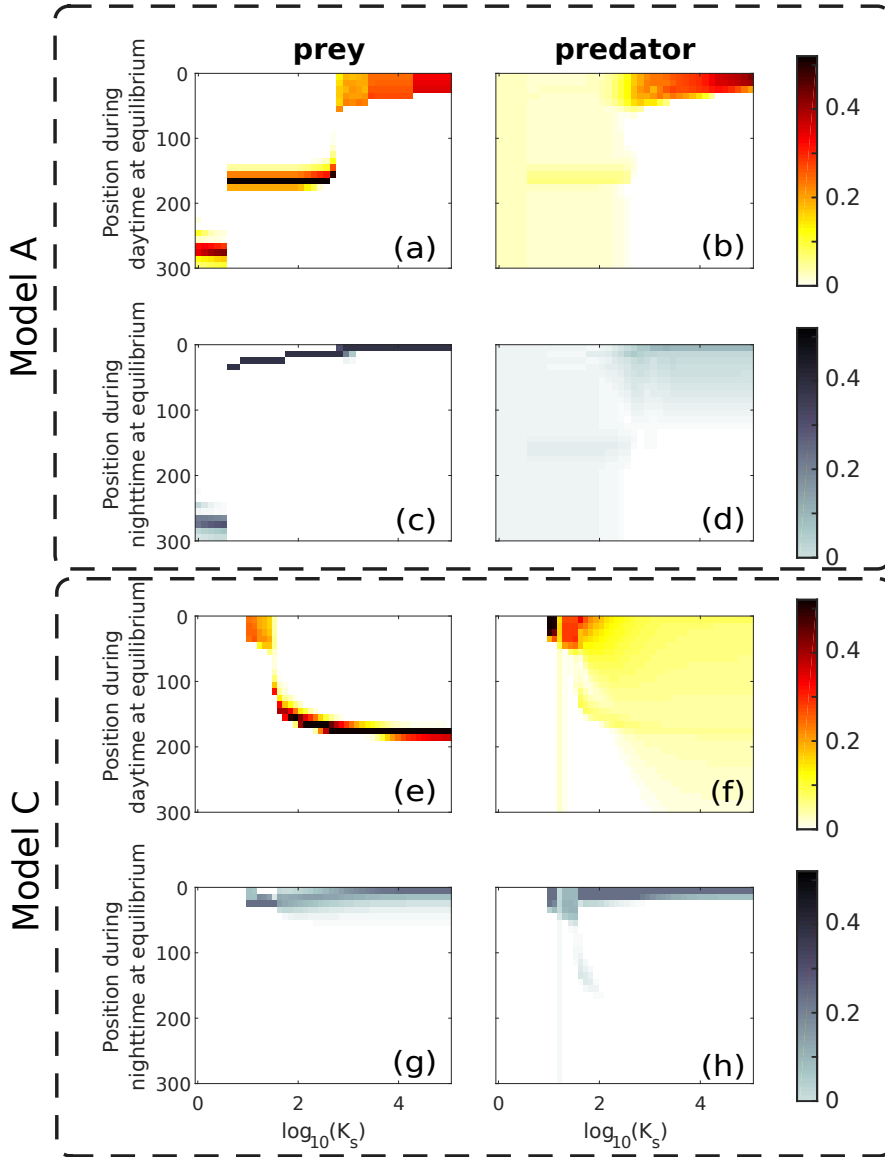 prey
predator
Model A
Position during
daytime at equilibrium
0
100
200
300
(a)
(b)
0.4
0.2
0
Position during
nighttime at equilibrium
0
100
200
300
(c)
(d)
0.4
0.2
0
Model C
Position during
daytime at equilibrium
0
100
200
300
(e)
(f)
0.4
0.2
0
Position during
nighttime at equilibrium
0
100
200
300
(g)
(h)
0.4
0.2
0
0 2 4
0 2 4
log10(Ks)
log10(Ks)